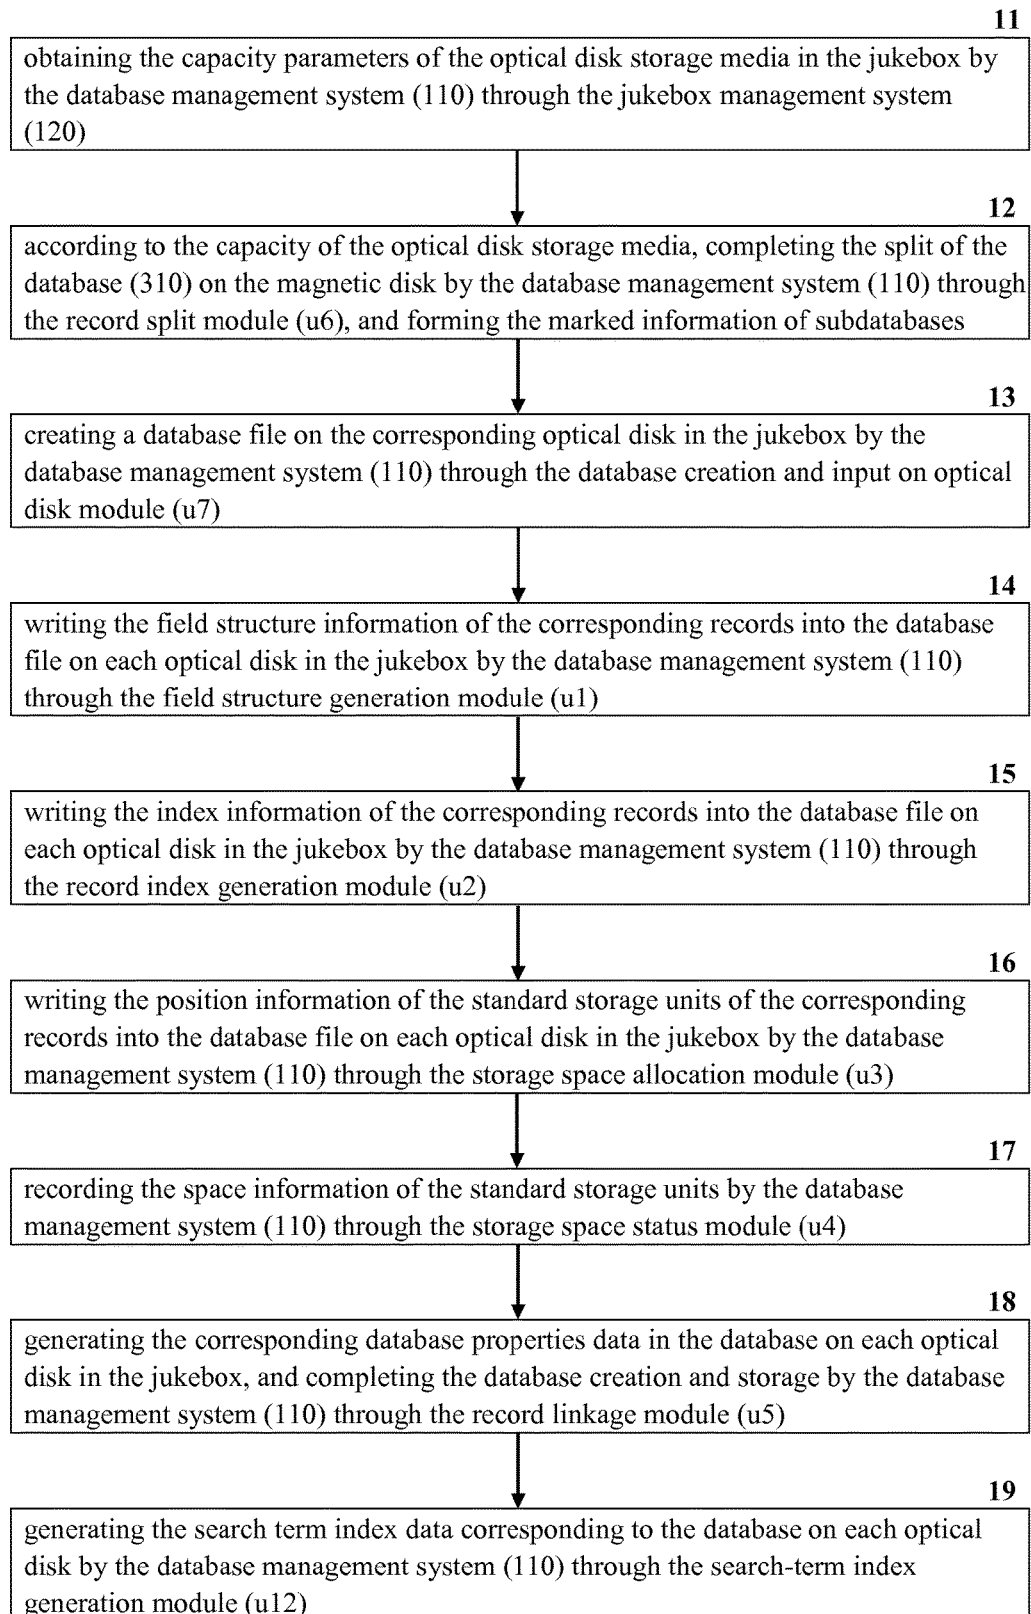 11
obtaining the capacity parameters of the optical disk storage media in the jukebox by
the database management system (110) through the jukebox management system
(120)
12
according to the capacity of the optical disk storage media, completing the split of the
database (310) on the magnetic disk by the database management system (110) through
the record split module (u6), and forming the marked information of subdatabases
13
creating a database file on the corresponding optical disk in the jukebox by the
database management system (110) through the database creation and input on optical
disk module (u7)
14
writing the field structure information of the corresponding records into the database
file on each optical disk in the jukebox by the database management system (110)
through the field structure generation module (u1)
15
writing the index information of the corresponding records into the database file on
each optical disk in the jukebox by the database management system (110) through
the record index generation module (u2)
16
writing the position information of the standard storage units of the corresponding
records into the database file on each optical disk in the jukebox by the database
management system (110) through the storage space allocation module (u3)
17
recording the space information of the standard storage units by the database
management system (110) through the storage space status module (u4)
18
generating the corresponding database properties data in the database on each optical
disk in the jukebox, and completing the database creation and storage by the database
management system (110) through the record linkage module (u5)
19
generating the search term index data corresponding to the database on each optical
disk by the database management system (110) through the search-term index
generation module (u12)